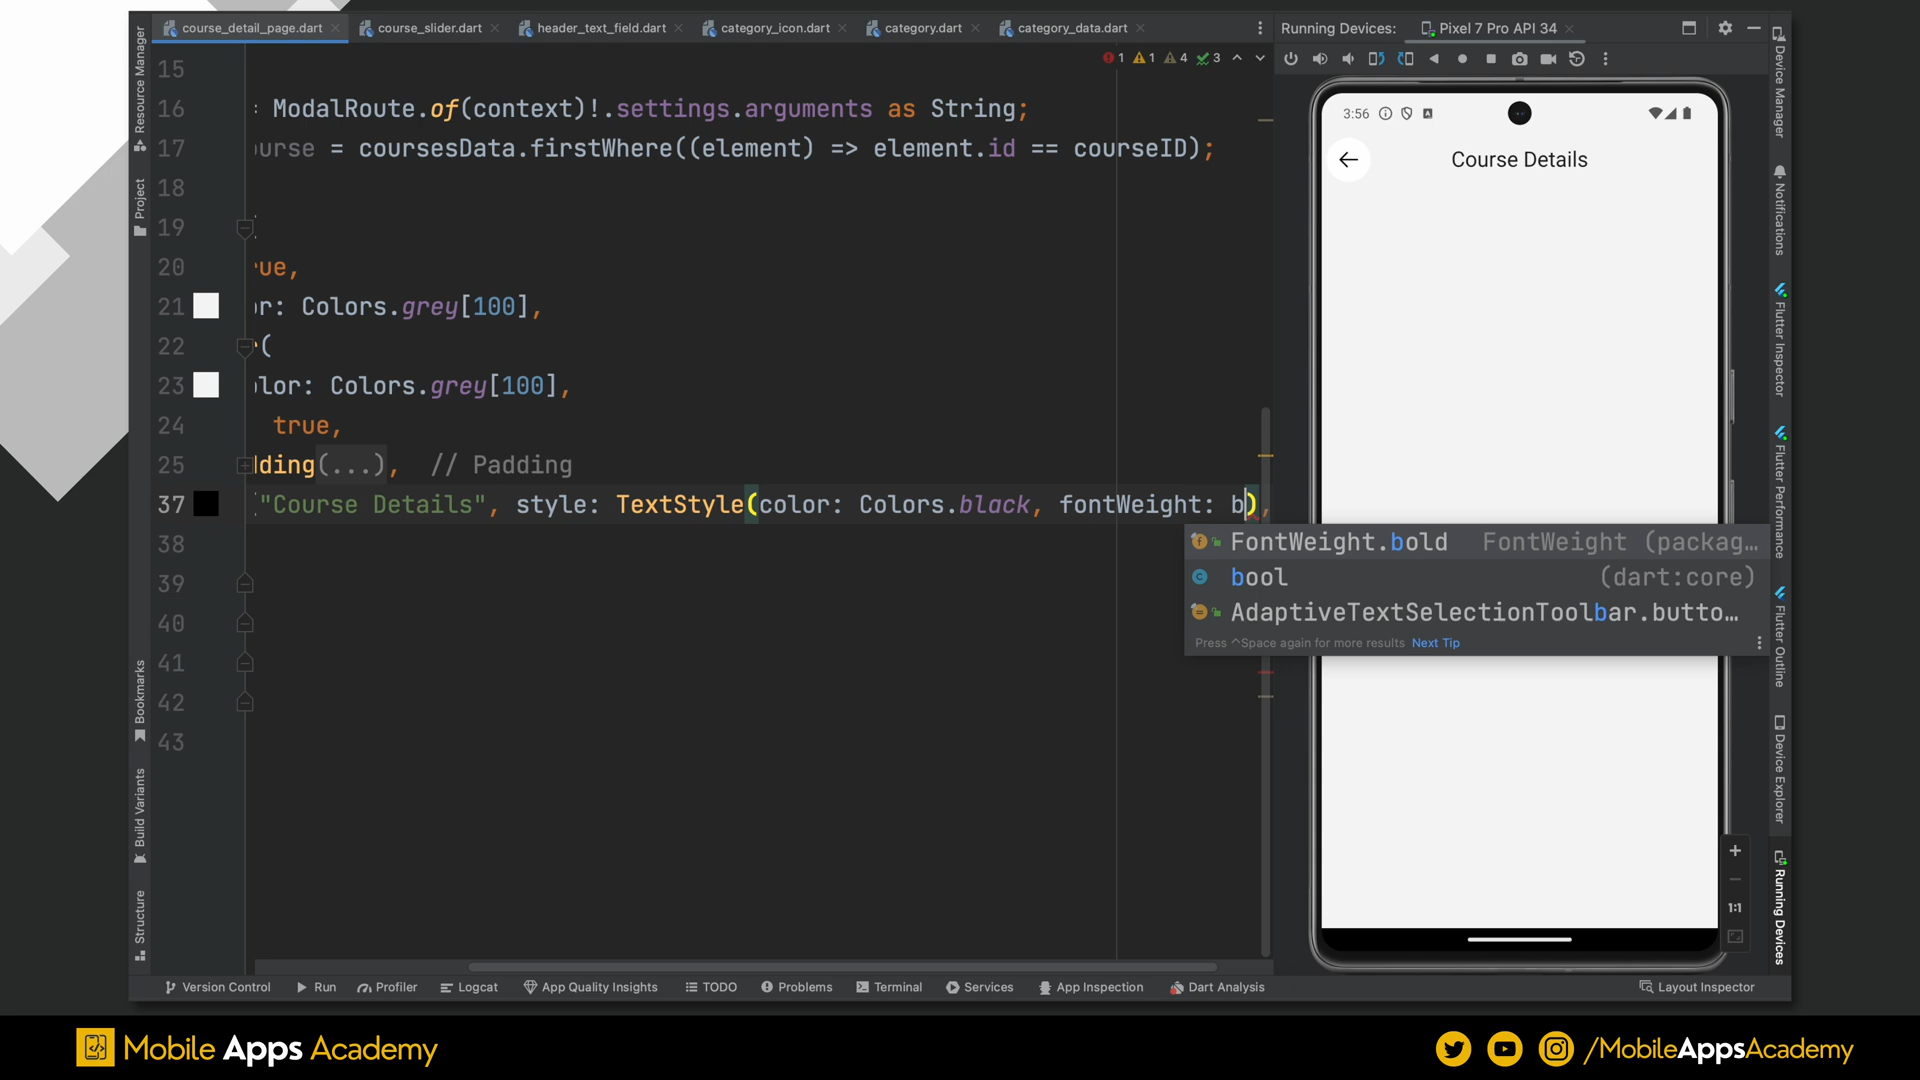 course_detail_page.dart course_slider.dart header_text_field.dart category_icon.dart category.dart category_data.dart
Running Devices: Pixel 7 Pro API 34
1 1 4 3
15
16 : ModalRoute.of(context)!.settings.arguments as String;
17 ourse = coursesData.firstWhere((element) => element.id == courseID);
18
19
20 rue,
21 or: Colors.grey[100],
22 (
23 olor: Colors.grey[100],
24 true,
25 dding(...), // Padding
37 ("Course Details", style: TextStyle(color: Colors.black, fontWeight: b),
38
39
40
41
42
43
FontWeight.bold FontWeight (packag…
bool (dart:core)
AdaptiveTextSelectionToolbar.butto…
Press ^Space again for more results Next Tip
3:56
Course Details
1:1
Resource Manager
Project
Bookmarks
Build Variants
Structure
Device Manager
Notifications
Flutter Inspector
Flutter Performance
Flutter Outline
Device Explorer
Running Devices
Version Control Run Profiler Logcat App Quality Insights TODO Problems Terminal Services App Inspection Dart Analysis Layout Inspector
Mobile Apps Academy
/MobileAppsAcademy